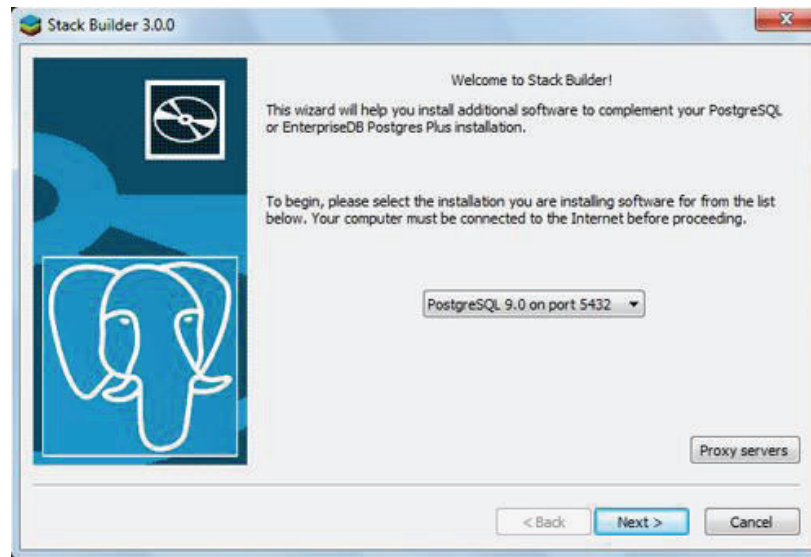 Stack Builder 3.0.0
Welcome to Stack Builder!
This wizard will help you install additional software to complement your PostgreSQL
or EnterpriseDB Postgres Plus installation.
To begin, please select the installation you are installing software for from the list
below. Your computer must be connected to the Internet before proceeding.
PostgreSQL 9.0 on port 5432
Proxy servers
< Back Next > Cancel